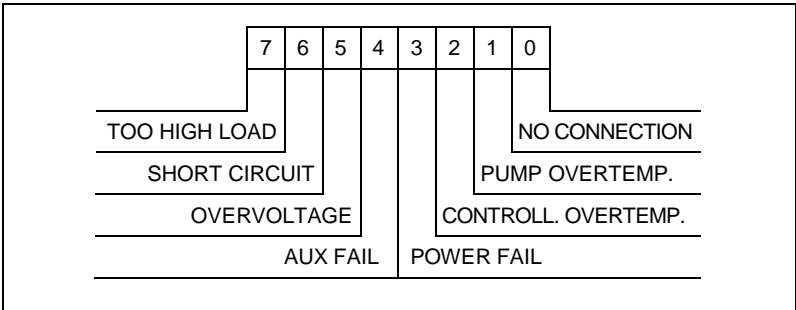 7 6 5 4 3 2 1 0
TOO HIGH LOAD NO CONNECTION
SHORT CIRCUIT PUMP OVERTEMP.
OVERVOLTAGE CONTROLL. OVERTEMP.
AUX FAIL POWER FAIL